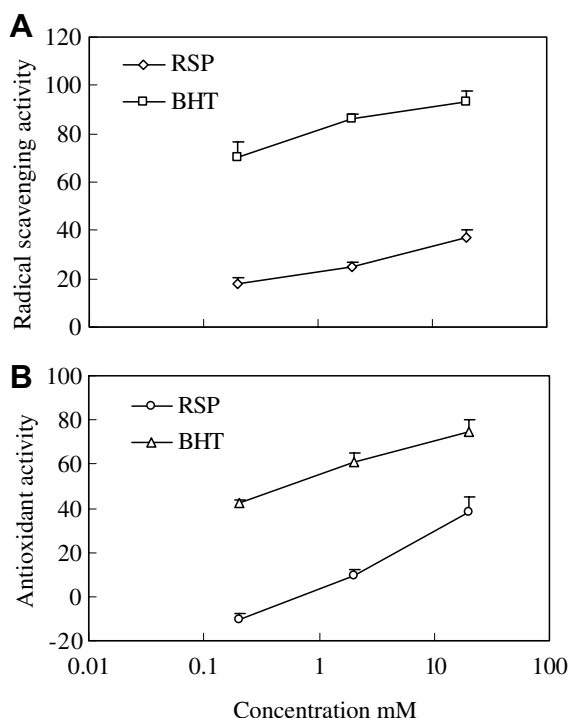 A
120
100
80
60
40
20
0
Radical scavenging activity
RSP
BHT
B
100
80
60
40
20
0
-20
Antioxidant activity
RSP
BHT
0.01 0.1 1 10 100
Concentration mM